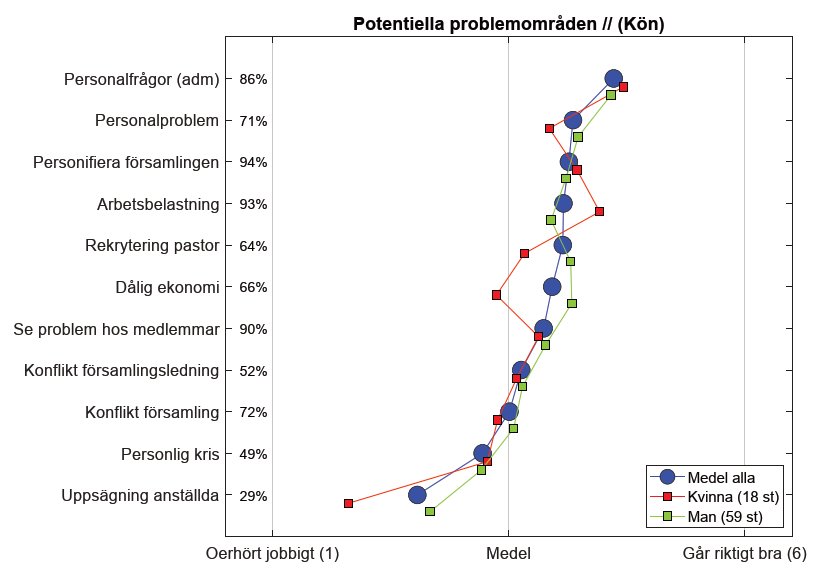 Potentiella problemområden // (Kön)
Personalfrågor (adm) 86%
Personalproblem 71%
Personifiera församlingen 94%
Arbetsbelastning 93%
Rekrytering pastor 64%
Dålig ekonomi 66%
Se problem hos medlemmar 90%
Konflikt församlingsledning 52%
Konflikt församling 72%
Personlig kris 49%
Uppsägning anställda 29%
Medel alla
Kvinna (18 st)
Man (59 st)
Oerhört jobbigt (1) Medel Går riktigt bra (6)